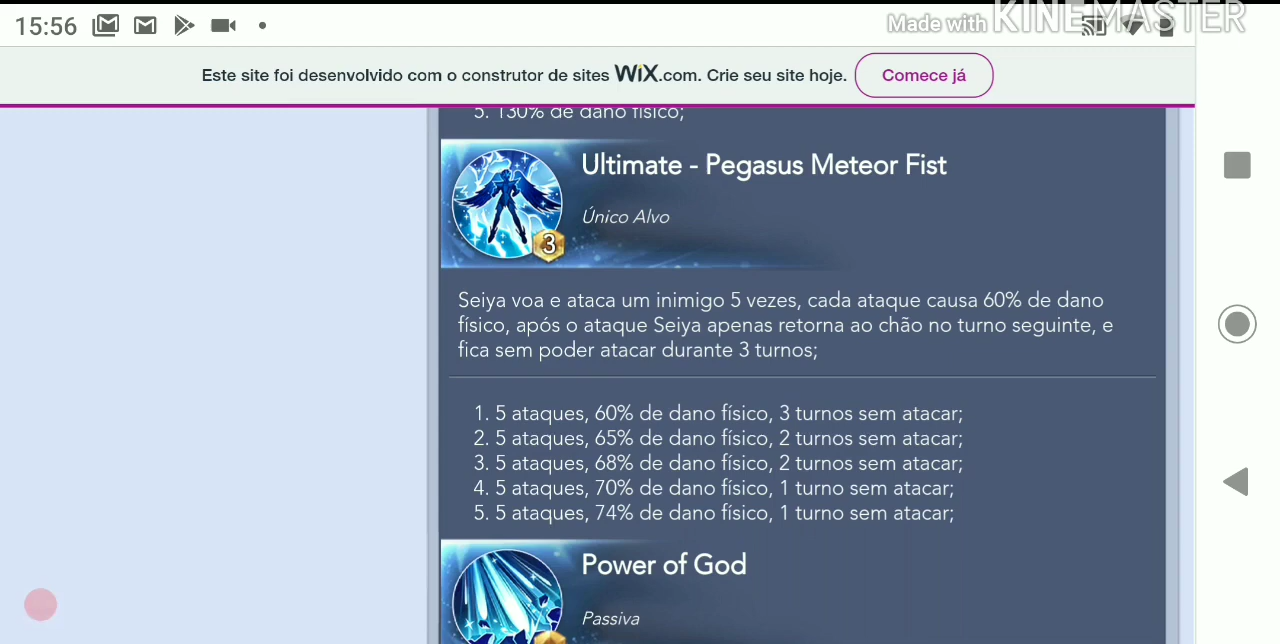 15:56
Made with KINEMASTER
Este site foi desenvolvido com o construtor de sites WiX.com. Crie seu site hoje. Comece já
5. 130% de dano físico;
Ultimate - Pegasus Meteor Fist
Único Alvo
3
Seiya voa e ataca um inimigo 5 vezes, cada ataque causa 60% de dano
físico, após o ataque Seiya apenas retorna ao chão no turno seguinte, e
fica sem poder atacar durante 3 turnos;
1. 5 ataques, 60% de dano físico, 3 turnos sem atacar;
2. 5 ataques, 65% de dano físico, 2 turnos sem atacar;
3. 5 ataques, 68% de dano físico, 2 turnos sem atacar;
4. 5 ataques, 70% de dano físico, 1 turno sem atacar;
5. 5 ataques, 74% de dano físico, 1 turno sem atacar;
Power of God
Passiva